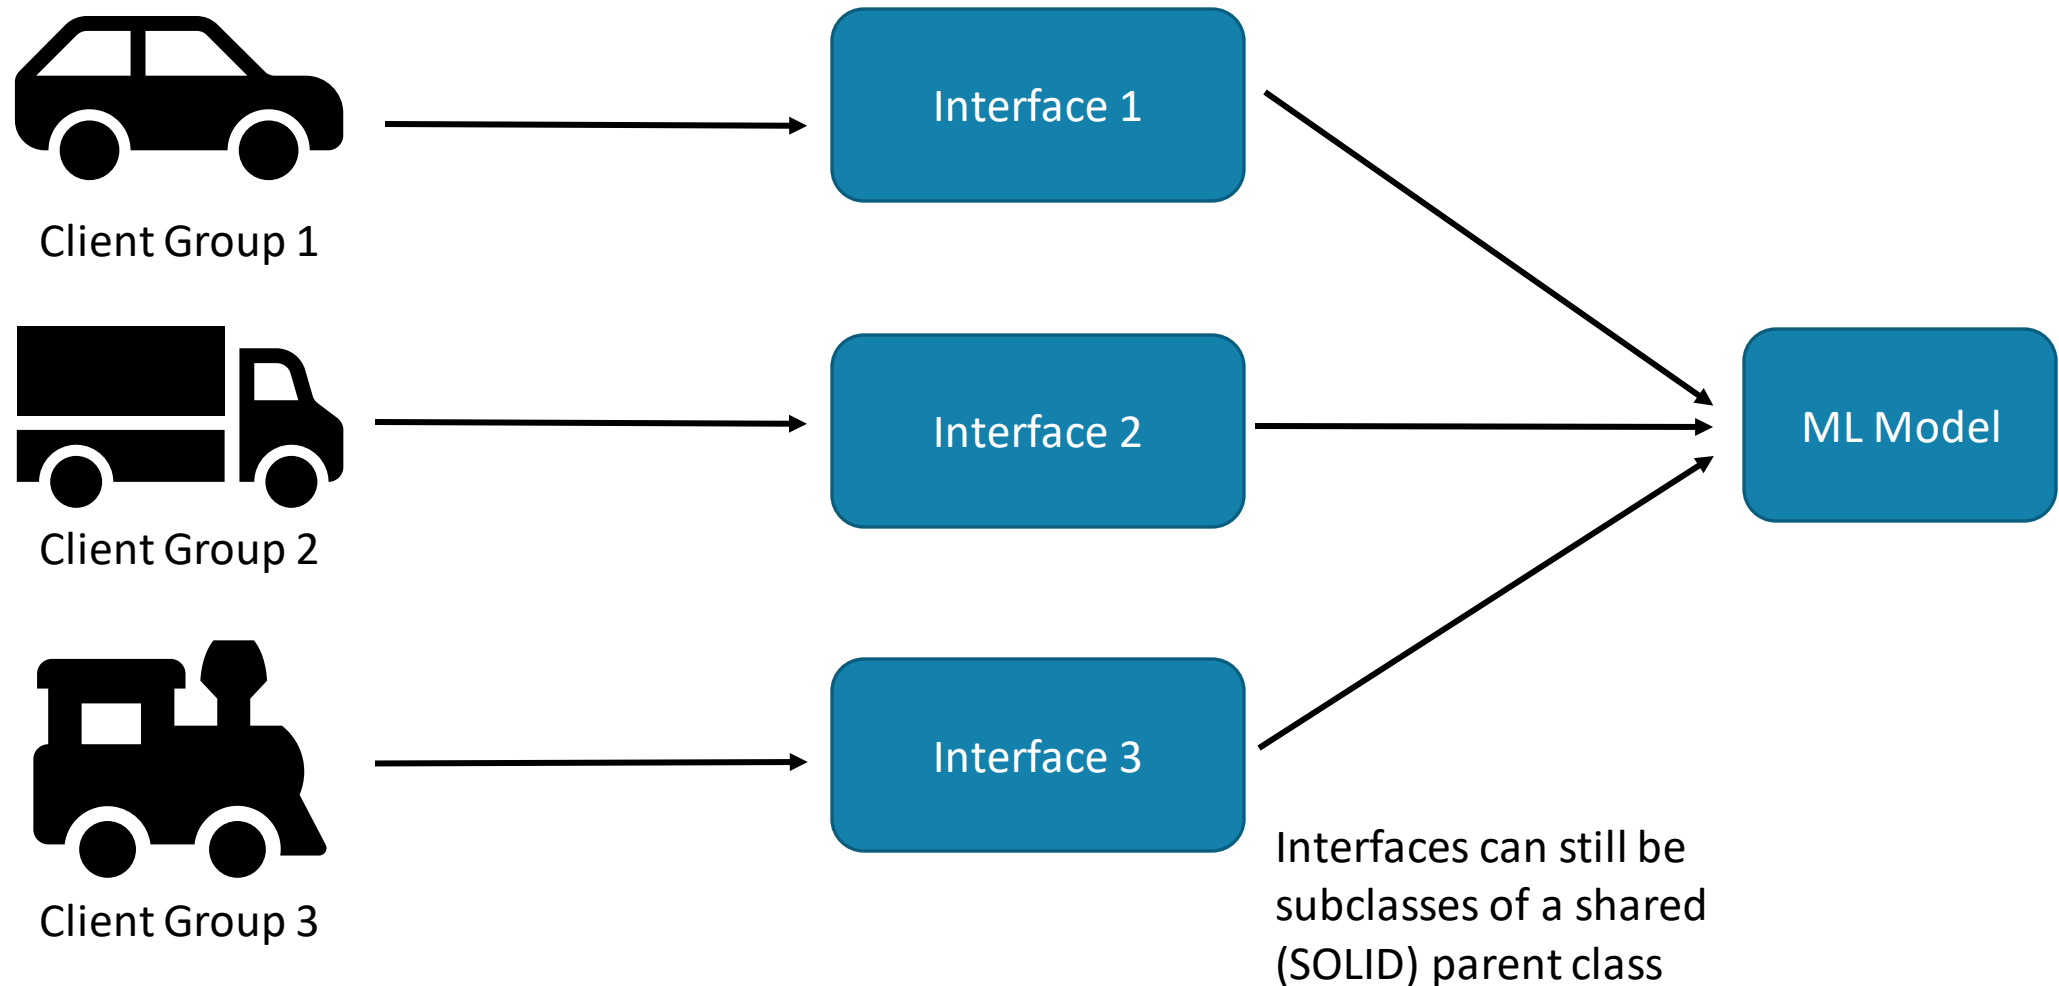 Client Group 1
Interface 1
Client Group 2
Interface 2
ML Model
Client Group 3
Interface 3
Interfaces can still be
subclasses of a shared
(SOLID) parent class